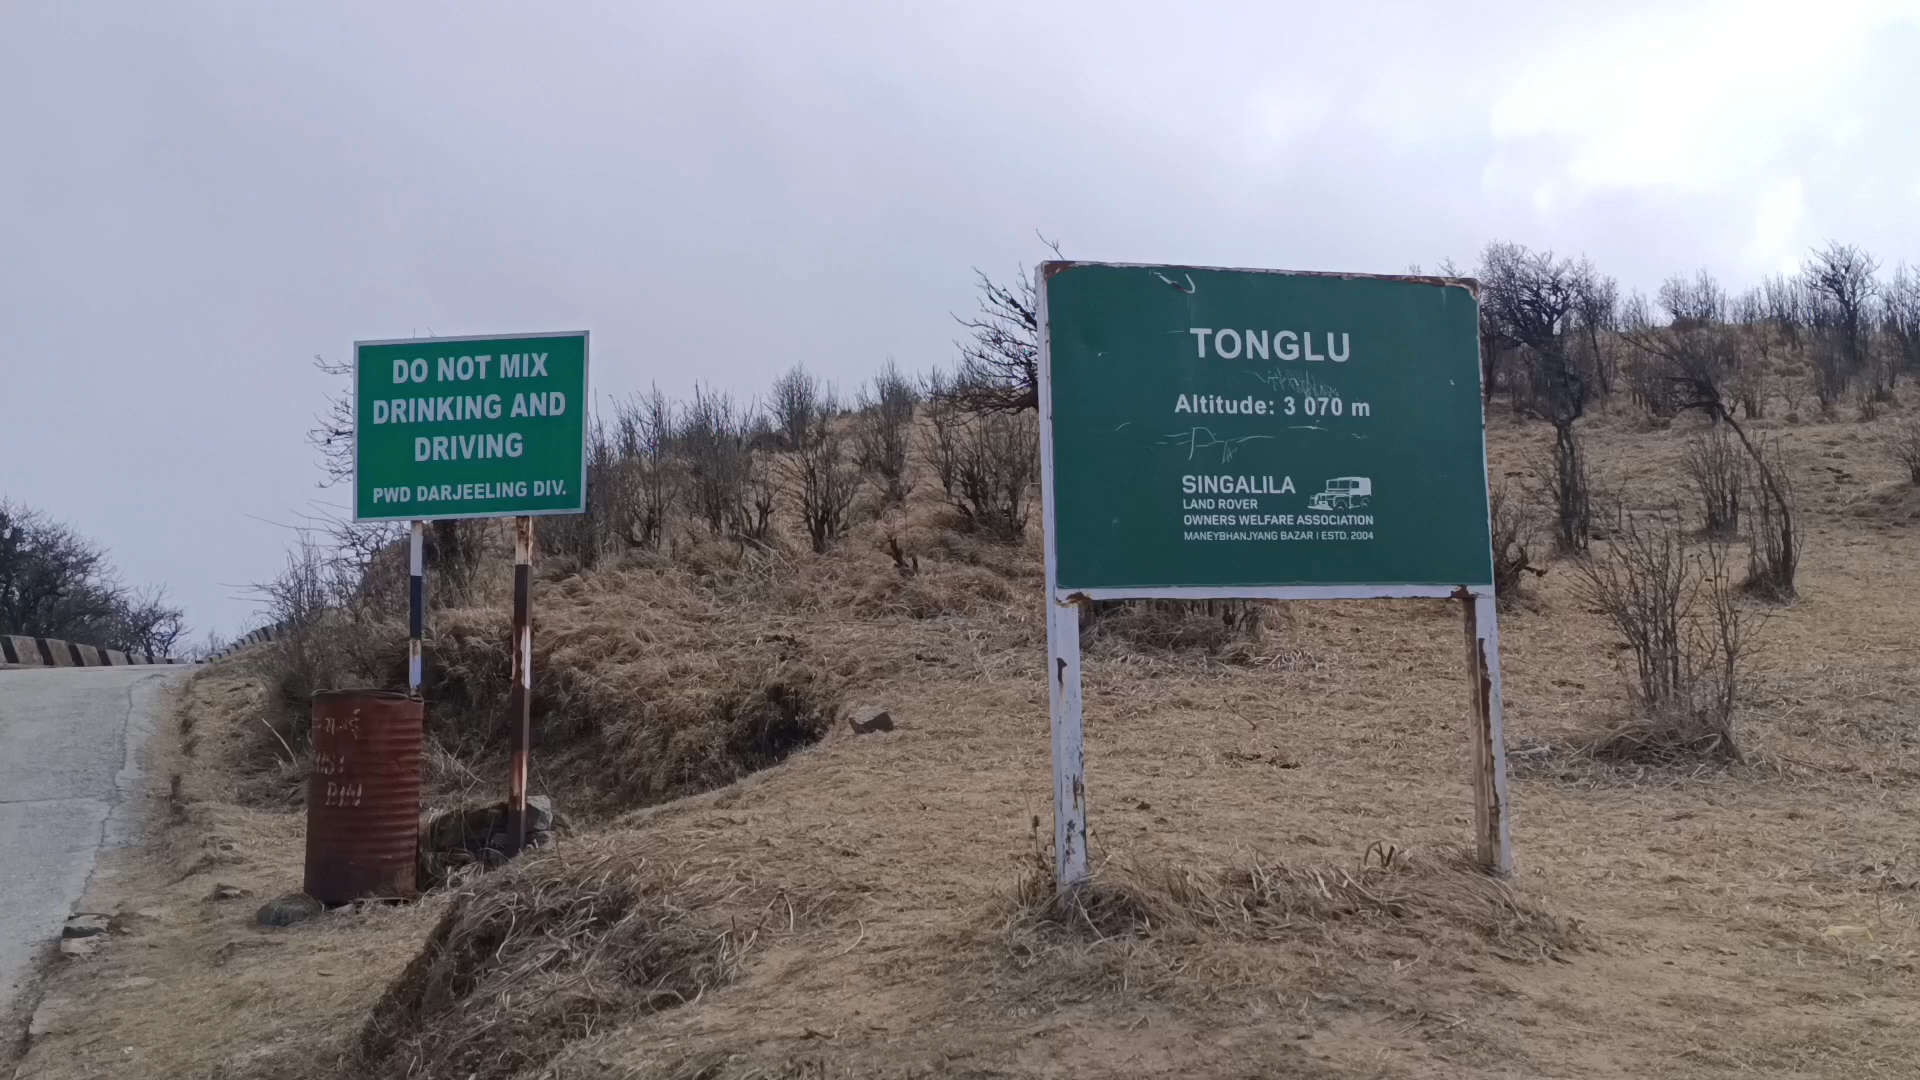 DO NOT MIX
DRINKING AND
DRIVING
PWD DARJEELING DIV.
TONGLU
Altitude: 3 070 m
SINGALILA
LAND ROVER
OWNERS WELFARE ASSOCIATION
MANEYBHANJYANG BAZAR | ESTD. 2004
BIN